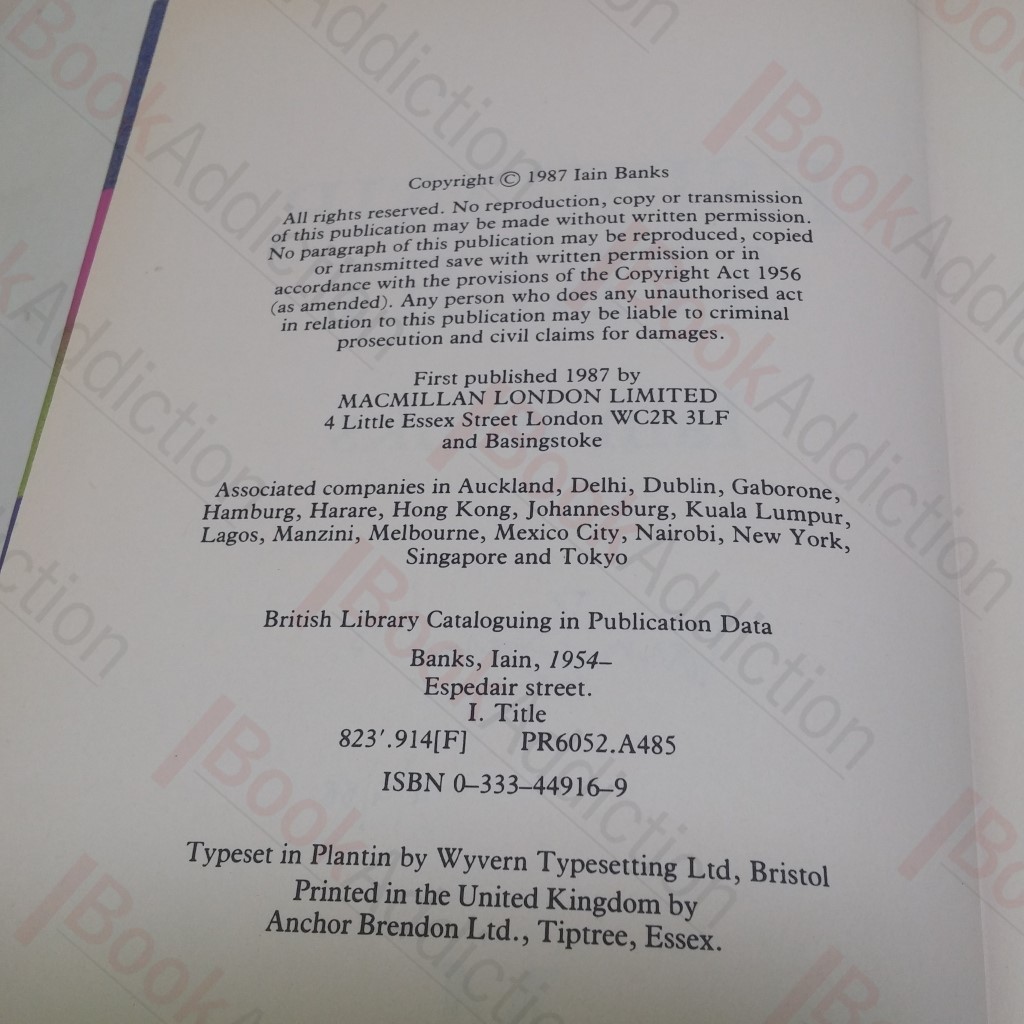 Copyright © 1987 Iain Banks
All rights reserved. No reproduction, copy or transmission
of this publication may be made without written permission.
No paragraph of this publication may be reproduced, copied
or transmitted save with written permission or in
accordance with the provisions of the Copyright Act 1956
(as amended). Any person who does any unauthorised act
in relation to this publication may be liable to criminal
prosecution and civil claims for damages.
First published 1987 by
MACMILLAN LONDON LIMITED
4 Little Essex Street London WC2R 3LF
and Basingstoke
Associated companies in Auckland, Delhi, Dublin, Gaborone,
Hamburg, Harare, Hong Kong, Johannesburg, Kuala Lumpur,
Lagos, Manzini, Melbourne, Mexico City, Nairobi, New York,
Singapore and Tokyo
British Library Cataloguing in Publication Data
Banks, Iain, 1954–
Espedair street.
I. Title
823′.914[F] PR6052.A485
ISBN 0–333–44916–9
Typeset in Plantin by Wyvern Typesetting Ltd, Bristol
Printed in the United Kingdom by
Anchor Brendon Ltd., Tiptree, Essex.
BookAddiction
BookAddiction
BookAddiction
BookAddiction
BookAddiction
BookAddiction
BookAddiction